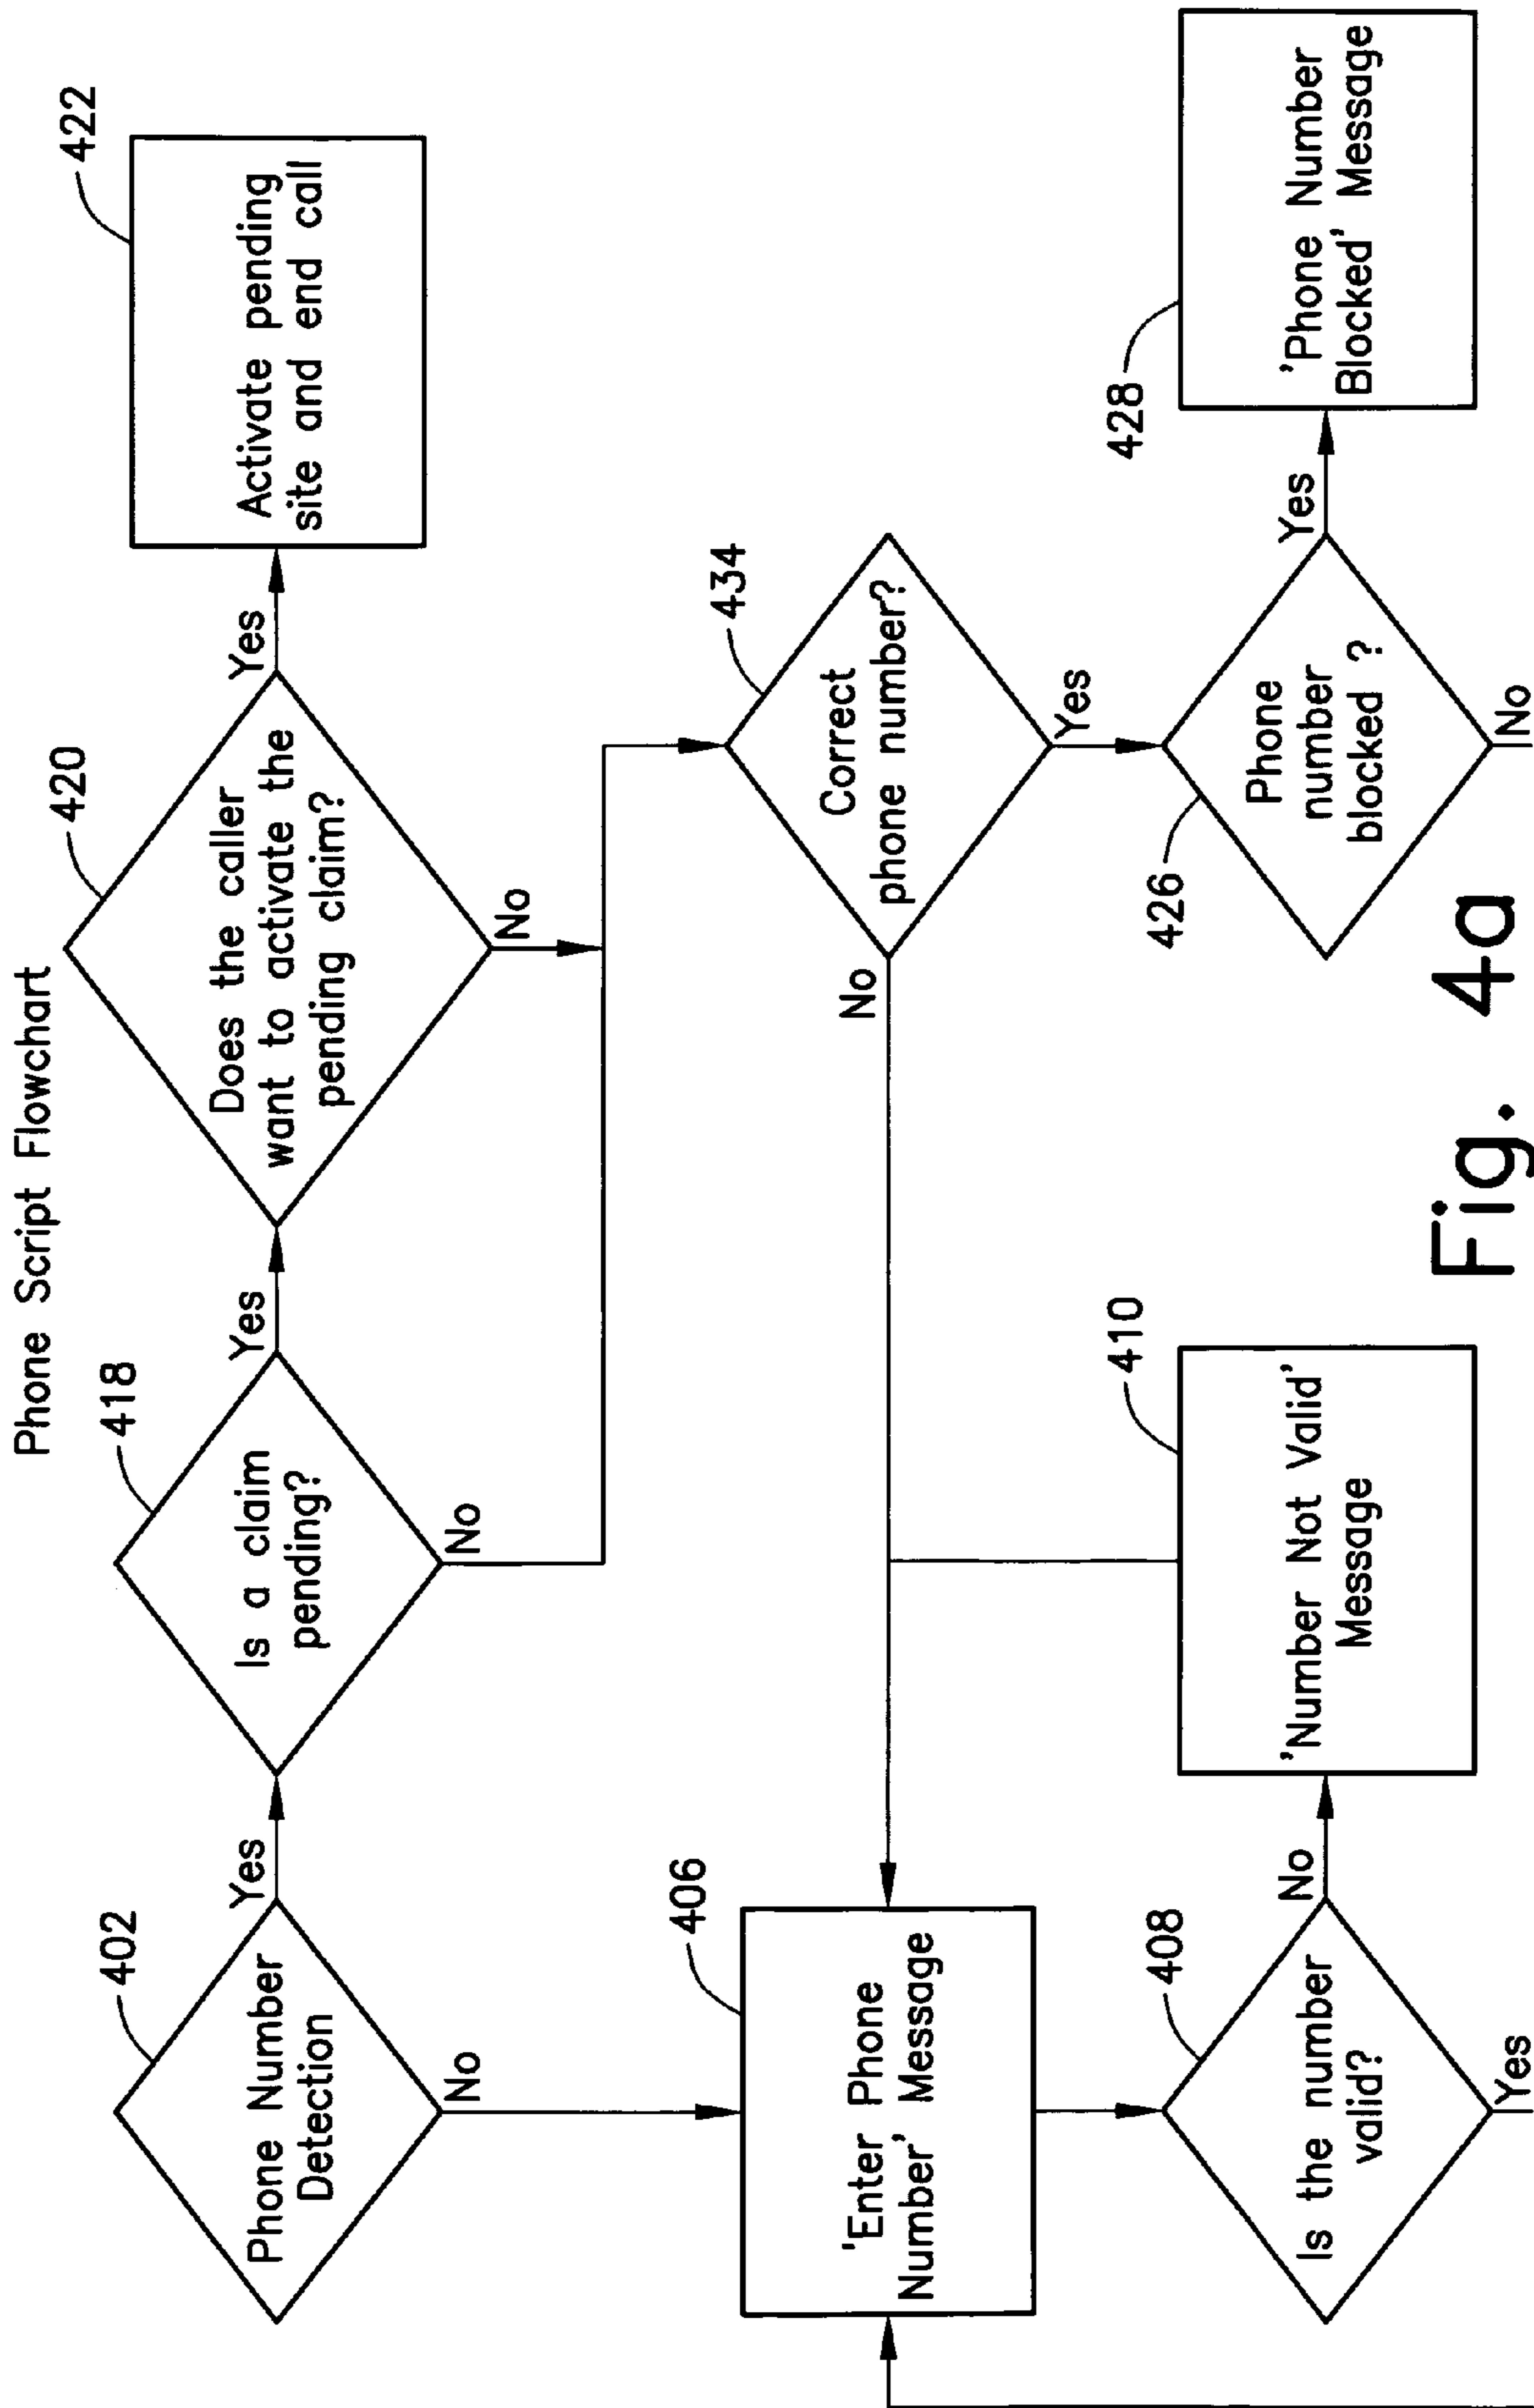 Phone Script Flowchart
402
Phone Number
Detection
Yes
No
418
Is a claim
pending?
Yes
No
420
Does the caller
want to activate the
pending claim?
Yes
No
422
Activate pending
site and end call
406
'Enter Phone
Number' Message
No
434
Correct
phone number?
Yes
408
Is the number
valid?
No
Yes
410
'Number Not Valid'
Message
426
Phone
number
blocked ?
Yes
No
428
'Phone Number
Blocked' Message
Fig. 4a